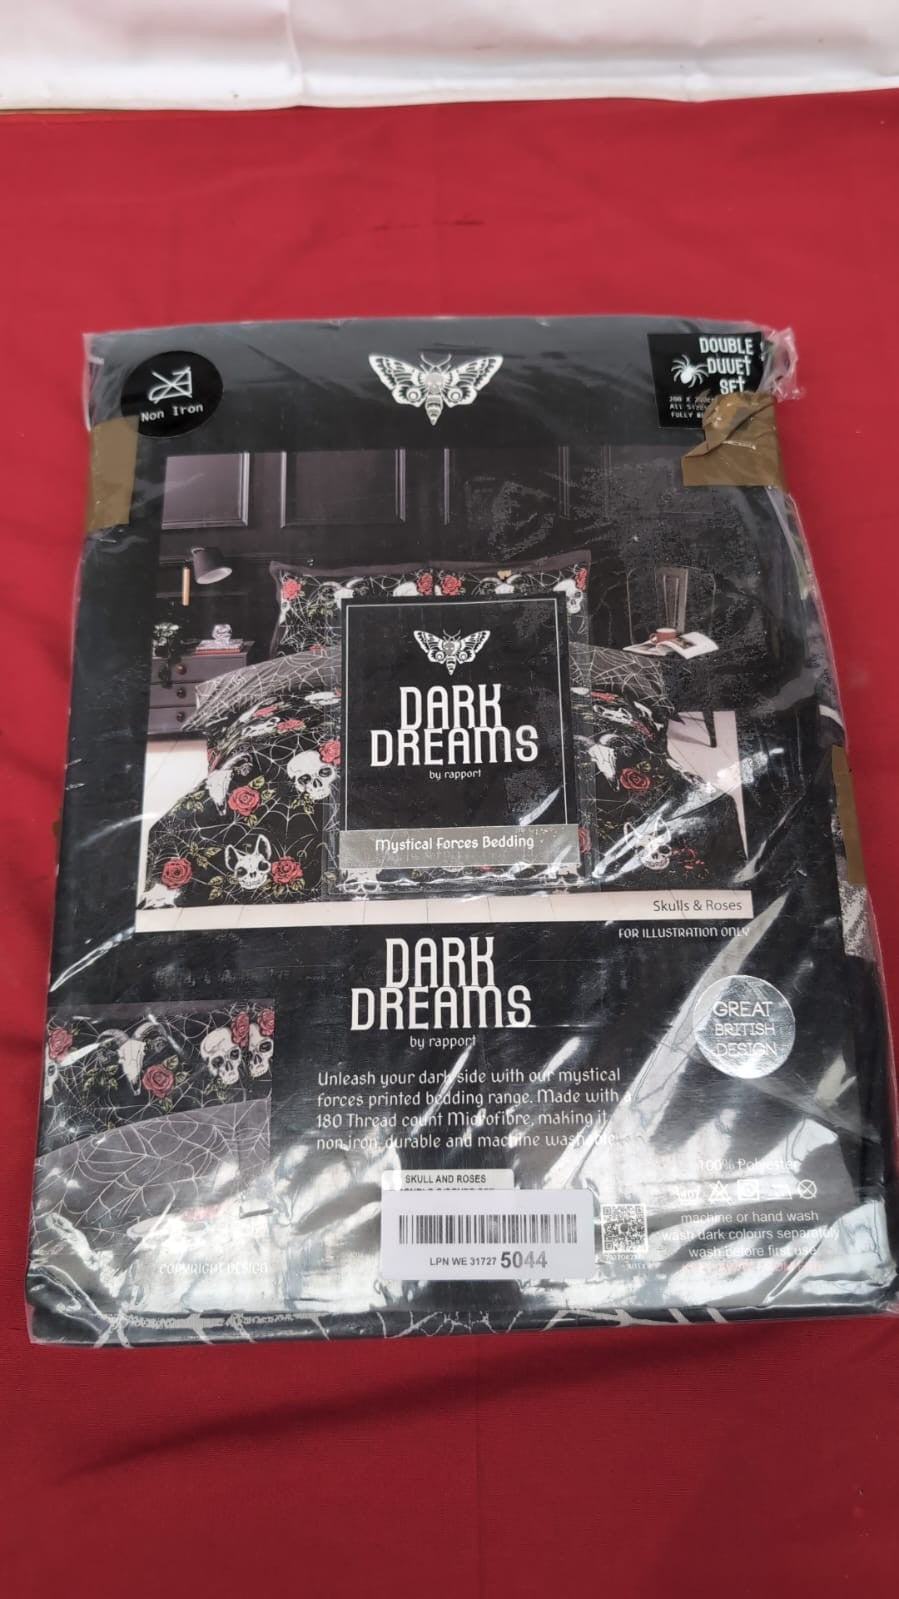 Non Iron
DOUBLE
DUVET
SET
DARK
DREAMS
by rapport
Mystical Forces Bedding
Skulls & Roses
FOR ILLUSTRATION ONLY
DARK
DREAMS
by rapport
GREAT
BRITISH
DESIGN
Unleash your dark side with our mystical
forces printed bedding range. Made with a
180 Thread count Microfibre, making it
non iron, durable and machine washable
SKULL AND ROSES
LPN WE 31727 5044
100% Polyester
machine or hand wash
wash dark colours separately
wash before first use
COPYRIGHT DESIGN